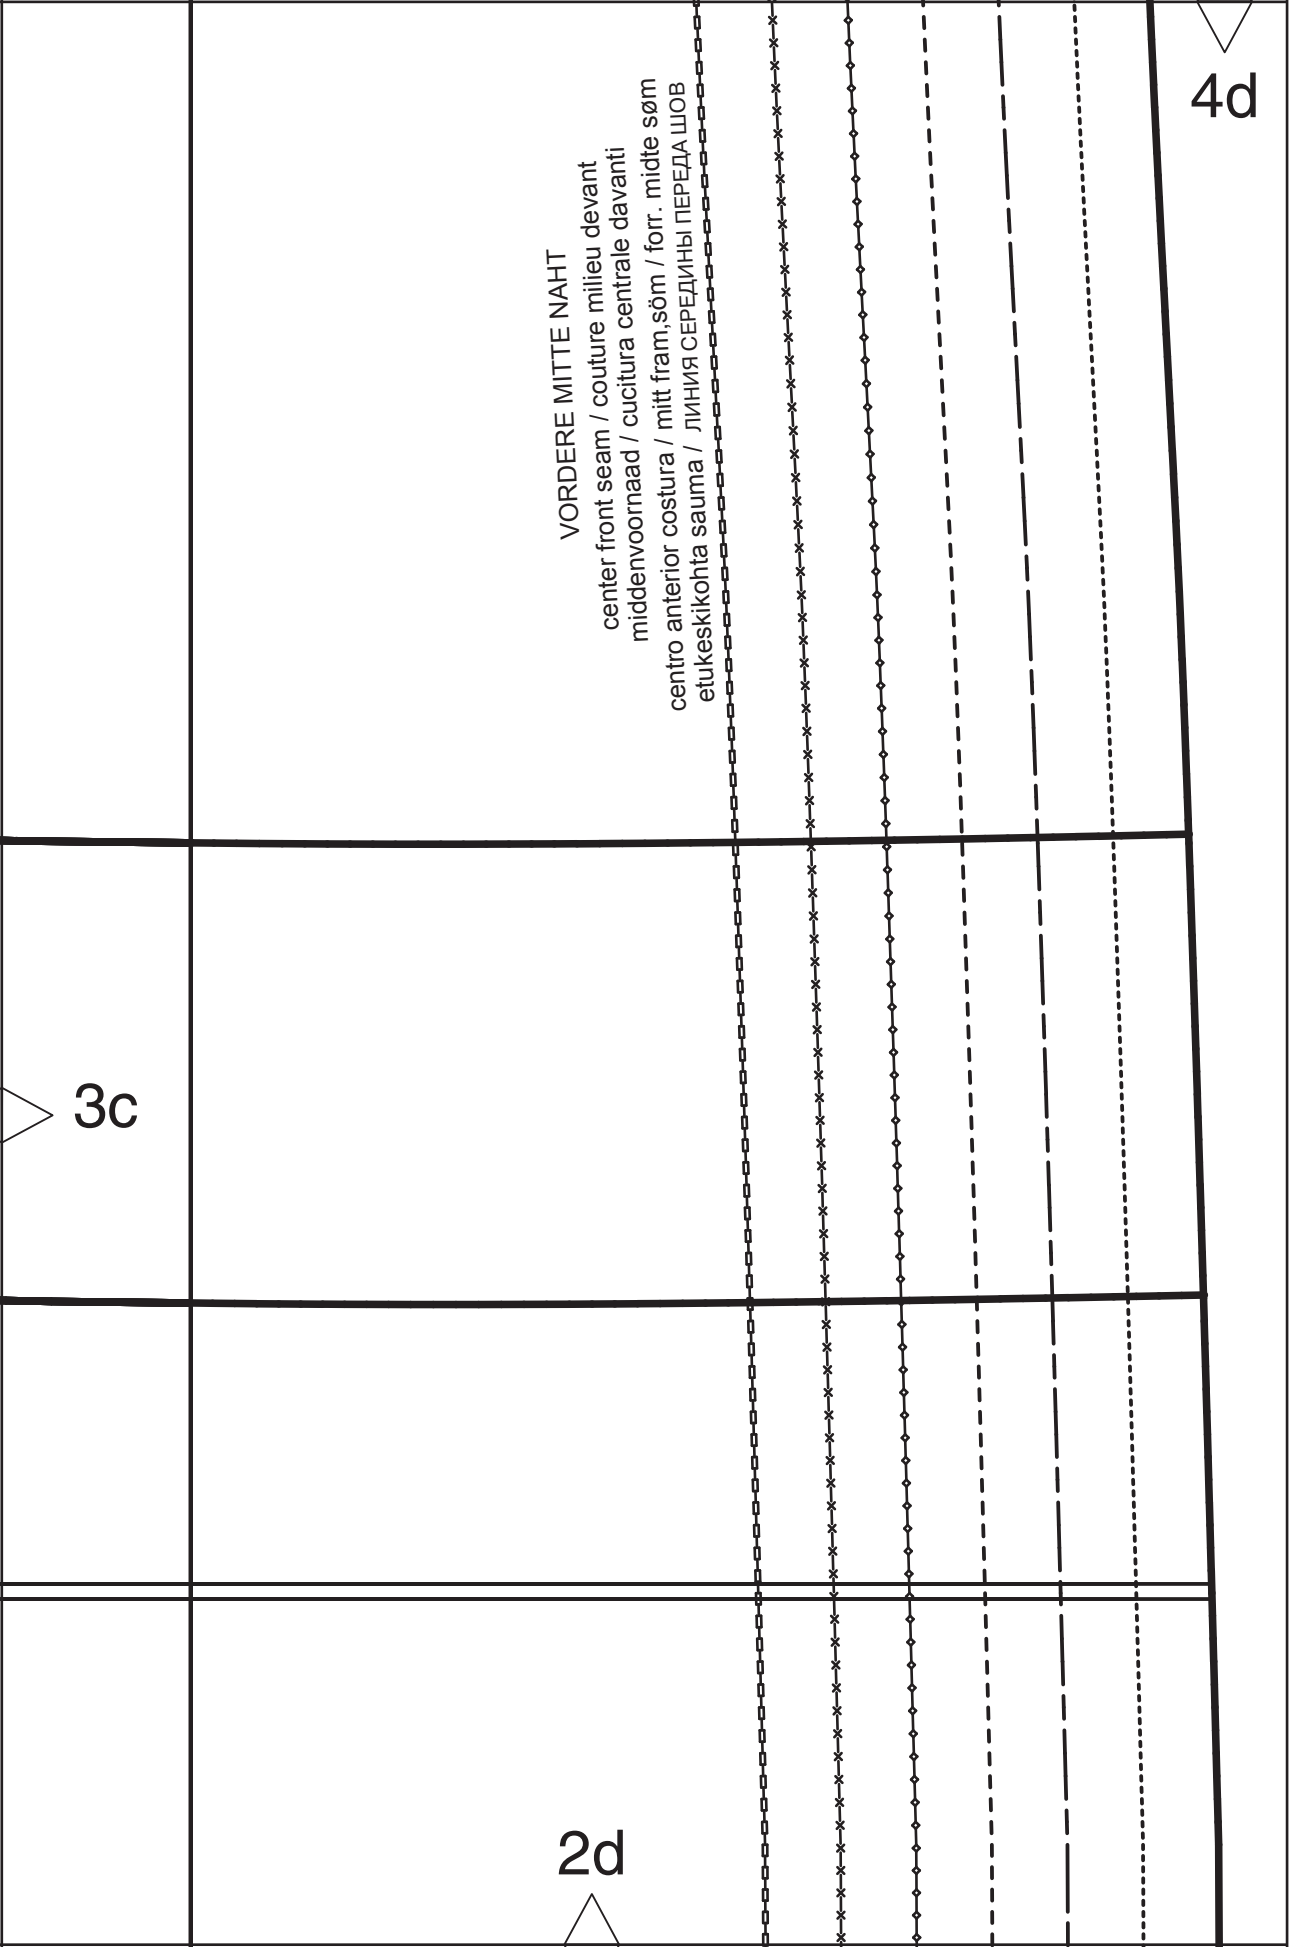 4d
VORDERE MITTE NAHT
center front seam / couture milieu devant
middenvoornaad / cucitura centrale davanti
centro anterior costura / mitt fram,söm / forr. midte søm
etukeskikohta sauma / ЛИНИЯ СЕРЕДИНЫ ПЕРЕДА ШОВ
3c
2d